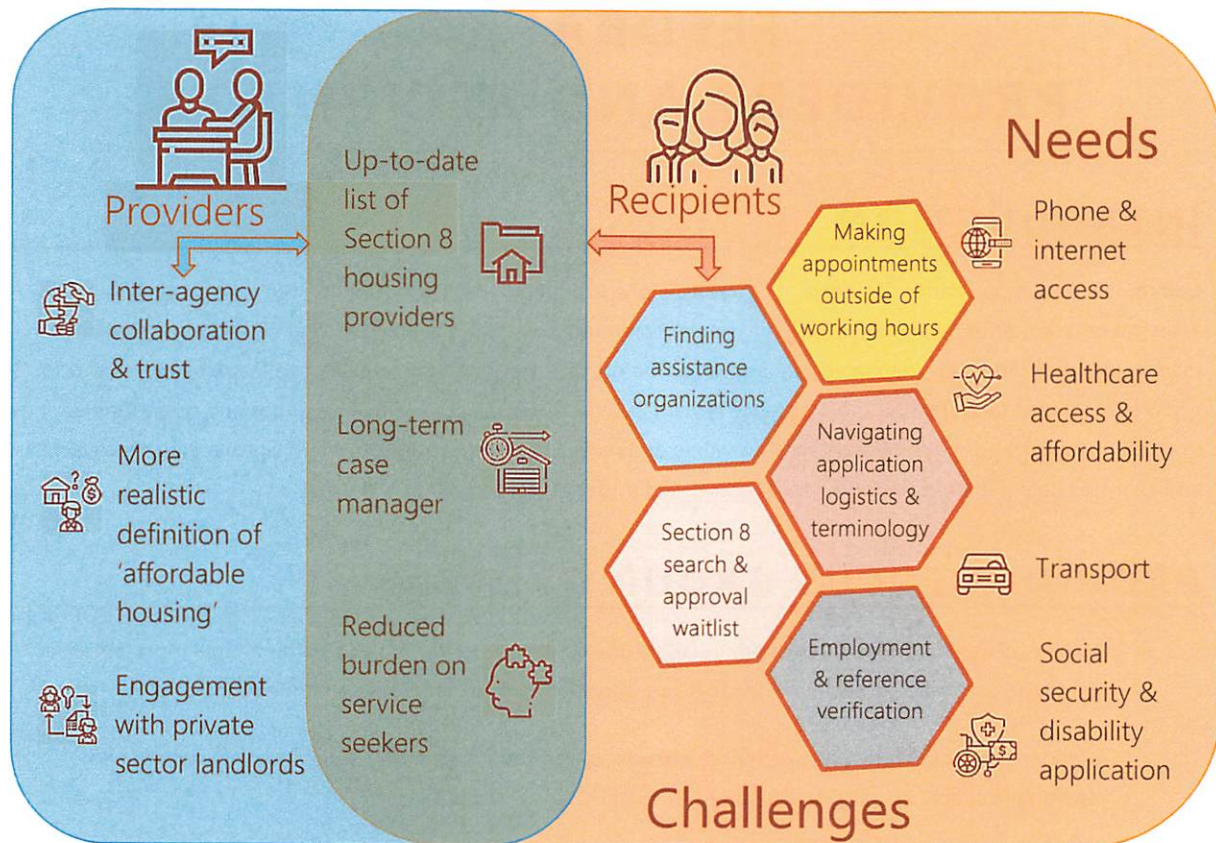 Providers
Inter-agency
collaboration
& trust
More
realistic
definition of
‘affordable
housing’
Engagement
with private
sector landlords
Up-to-date
list of
Section 8
housing
providers
Long-term
case
manager
Reduced
burden on
service
seekers
Recipients
Finding
assistance
organizations
Section 8
search &
approval
waitlist
Making
appointments
outside of
working hours
Navigating
application
logistics &
terminology
Employment
& reference
verification
Challenges
Needs
Phone &
internet
access
Healthcare
access &
affordability
Transport
Social
security &
disability
application